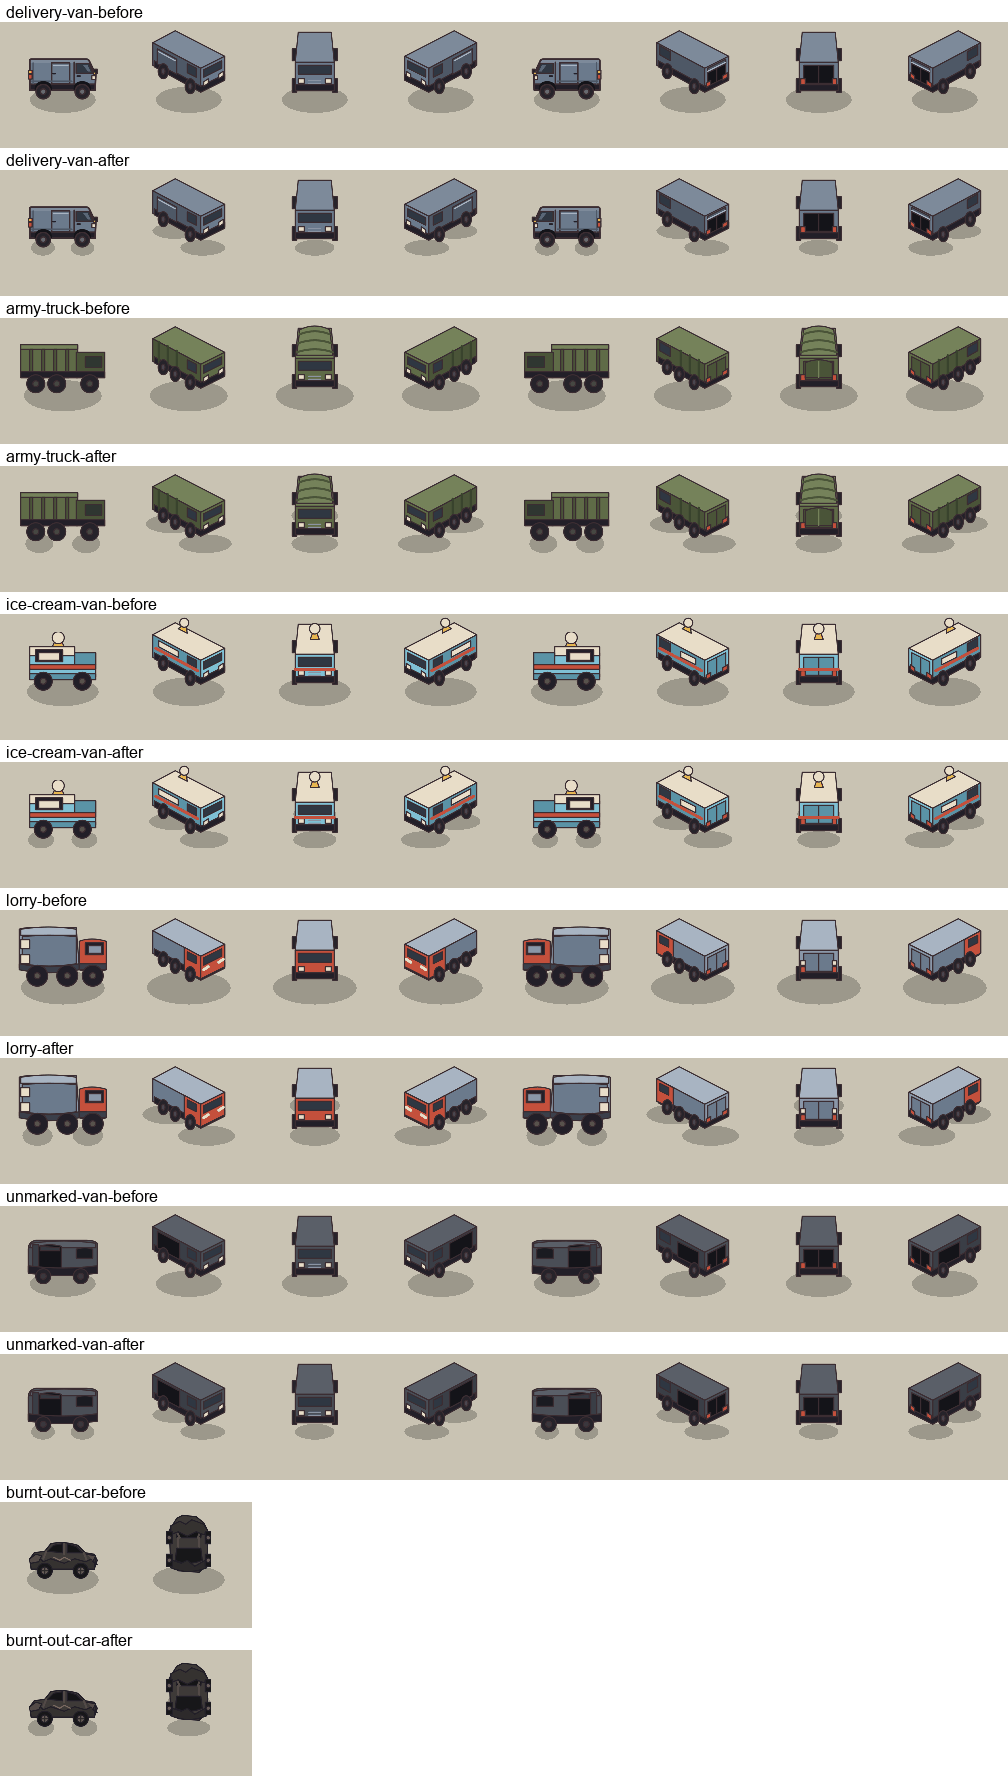 delivery-van-before
delivery-van-after
army-truck-before
army-truck-after
ice-cream-van-before
ice-cream-van-after
lorry-before
lorry-after
unmarked-van-before
unmarked-van-after
burnt-out-car-before
burnt-out-car-after